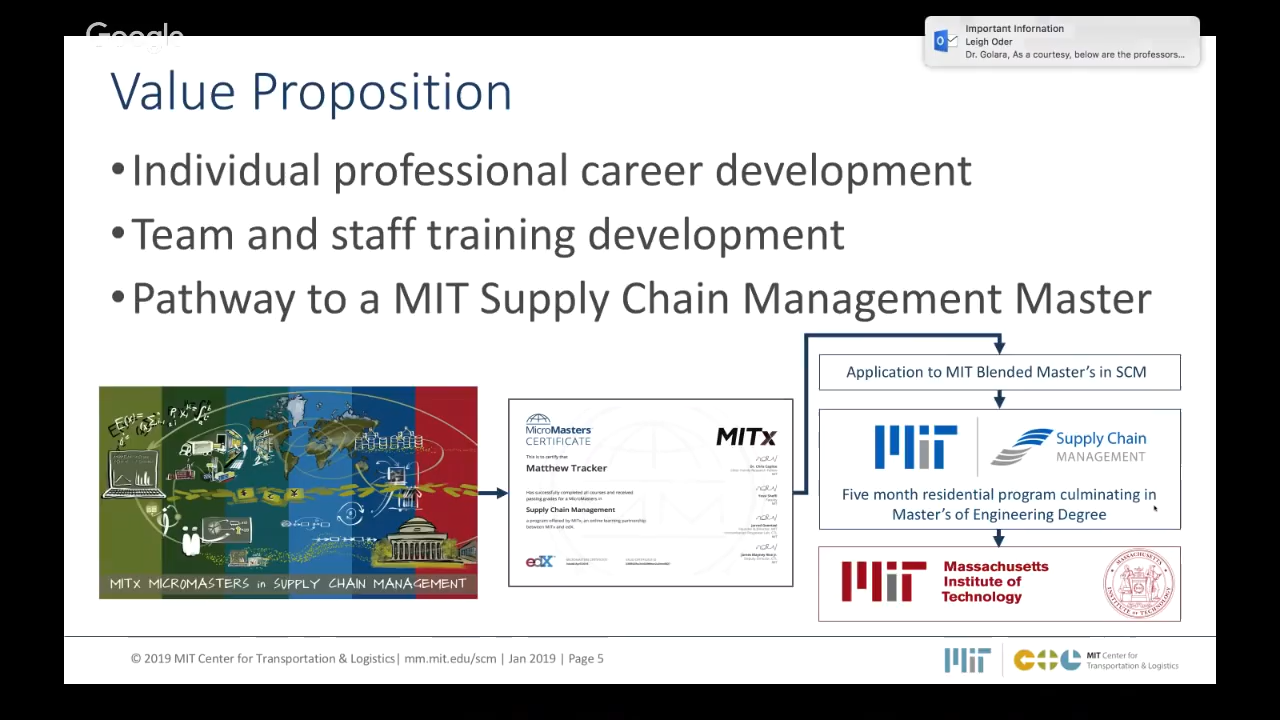 Google
Important Infornation
Leigh Oder
Dr. Golara, As a courtesy, below are the professors...
Value Proposition
•Individual professional career development
•Team and staff training development
•Pathway to a MIT Supply Chain Management Master
MITx MICROMASTERS in SUPPLY CHAIN MANAGEMENT
MicroMasters
CERTIFICATE
MITx
This is to certify that
Matthew Tracker
Has successfully completed all courses and received
passing grades for a MicroMasters in
Supply Chain Management
a program offered by MITx, an online learning partnership
between MITx and edX
edX
Application to MIT Blended Master's in SCM
MIT
Supply Chain
MANAGEMENT
Five month residential program culminating in
Master's of Engineering Degree
MIT
Massachusetts
Institute of
Technology
© 2019 MIT Center for Transportation & Logistics| mm.mit.edu/scm | Jan 2019 | Page 5
MIT
CTL
MIT Center for
Transportation & Logistics